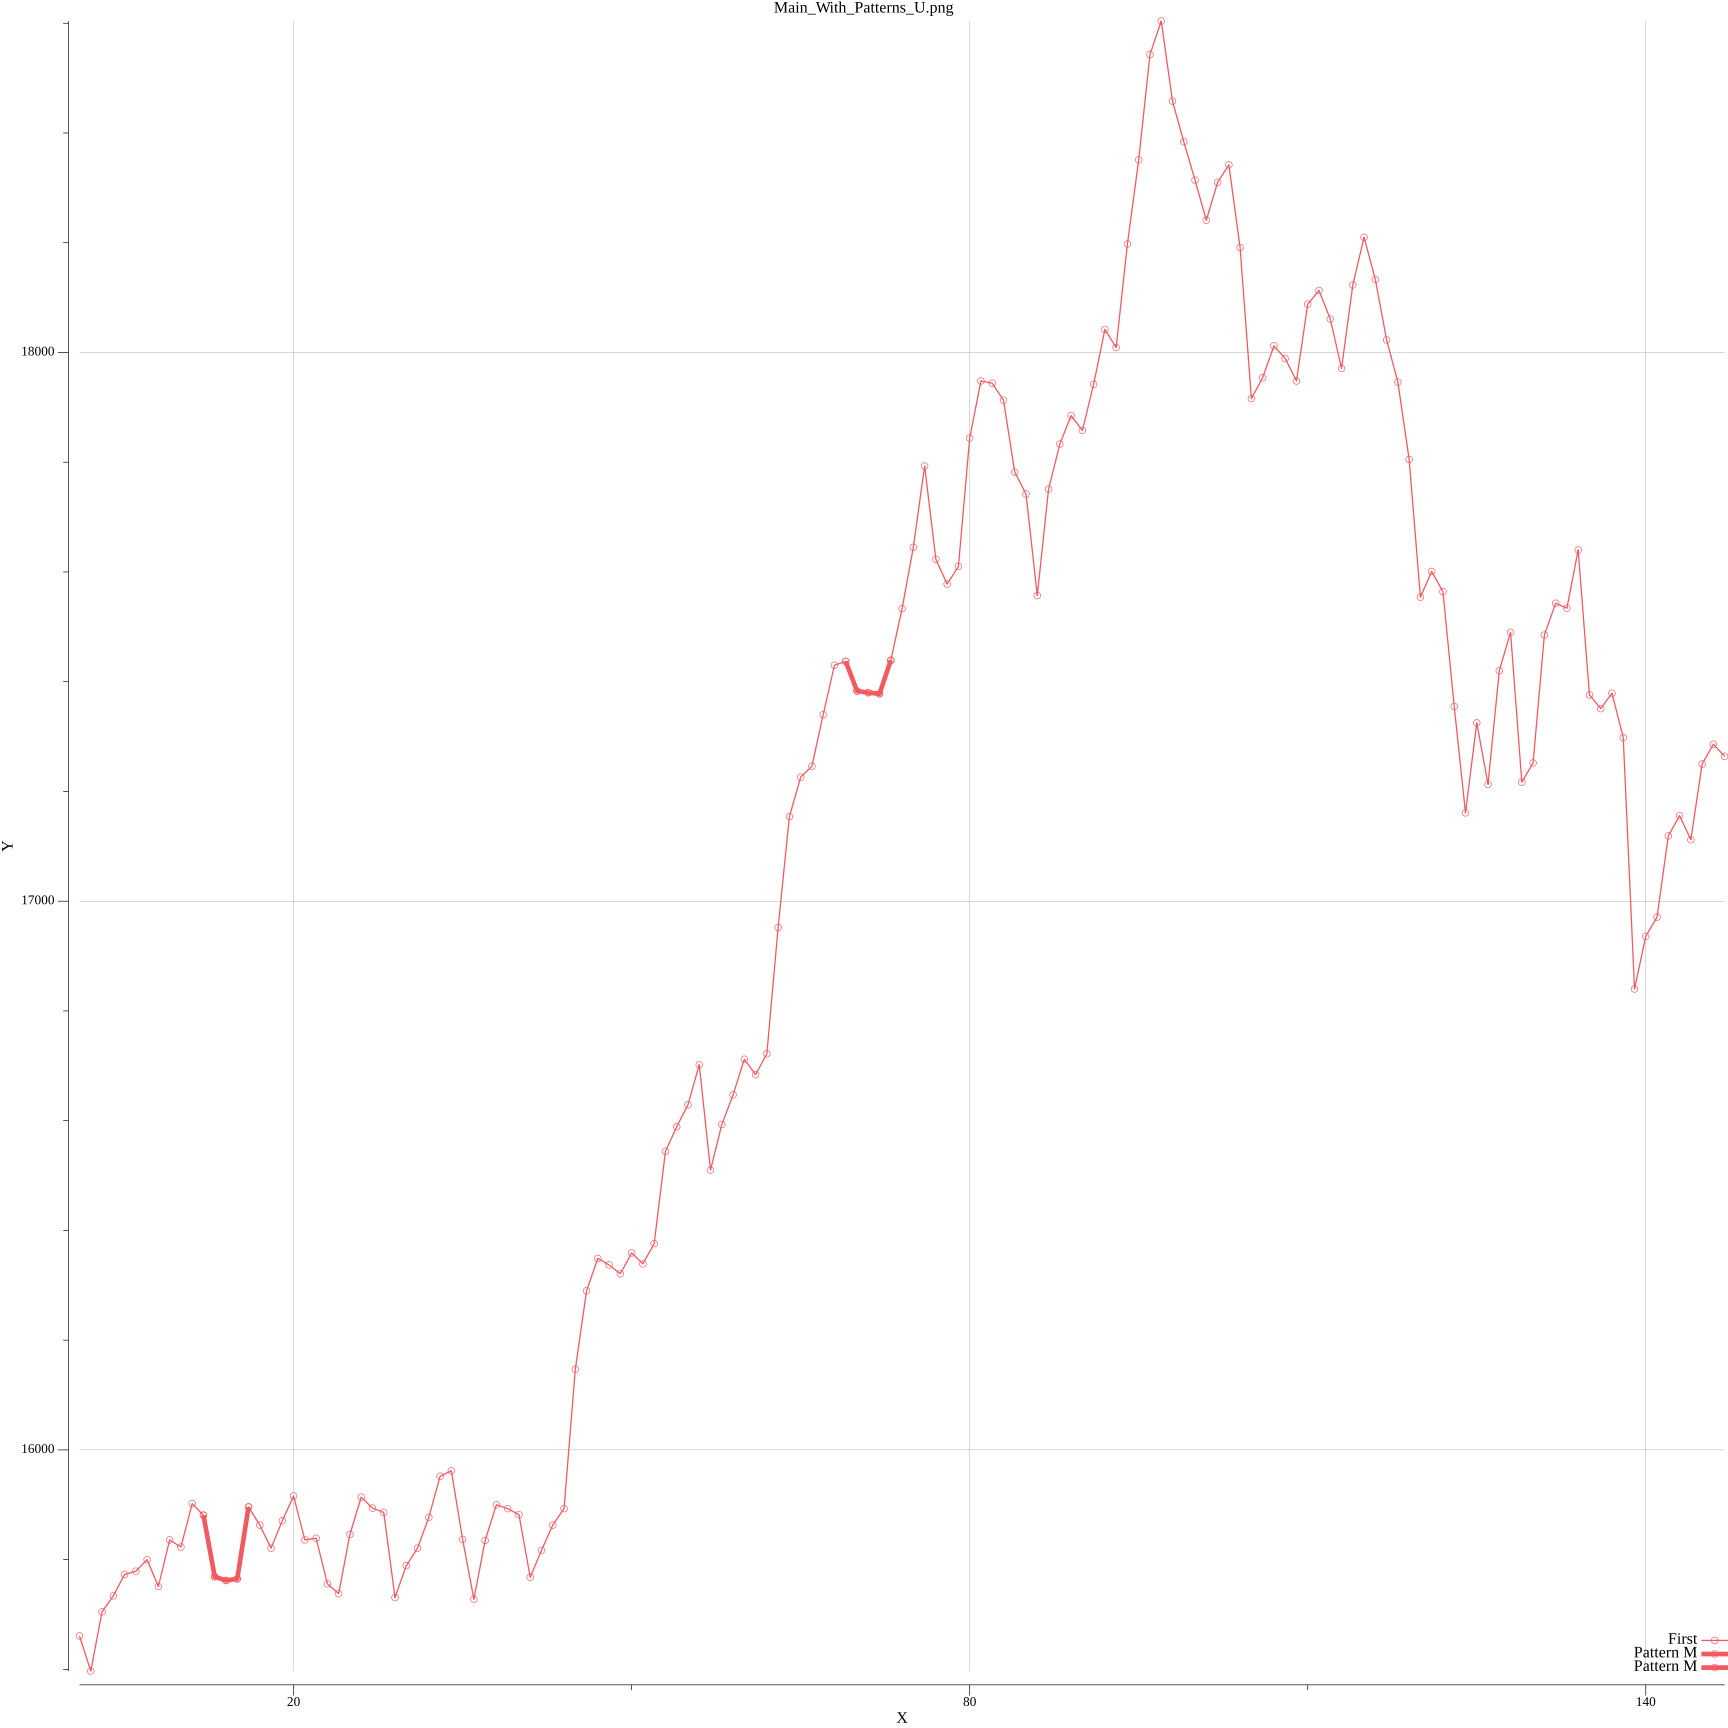 Main_With_Patterns_U.png
18000
17000
16000
Y
20
80
140
X
First
Pattern M
Pattern M